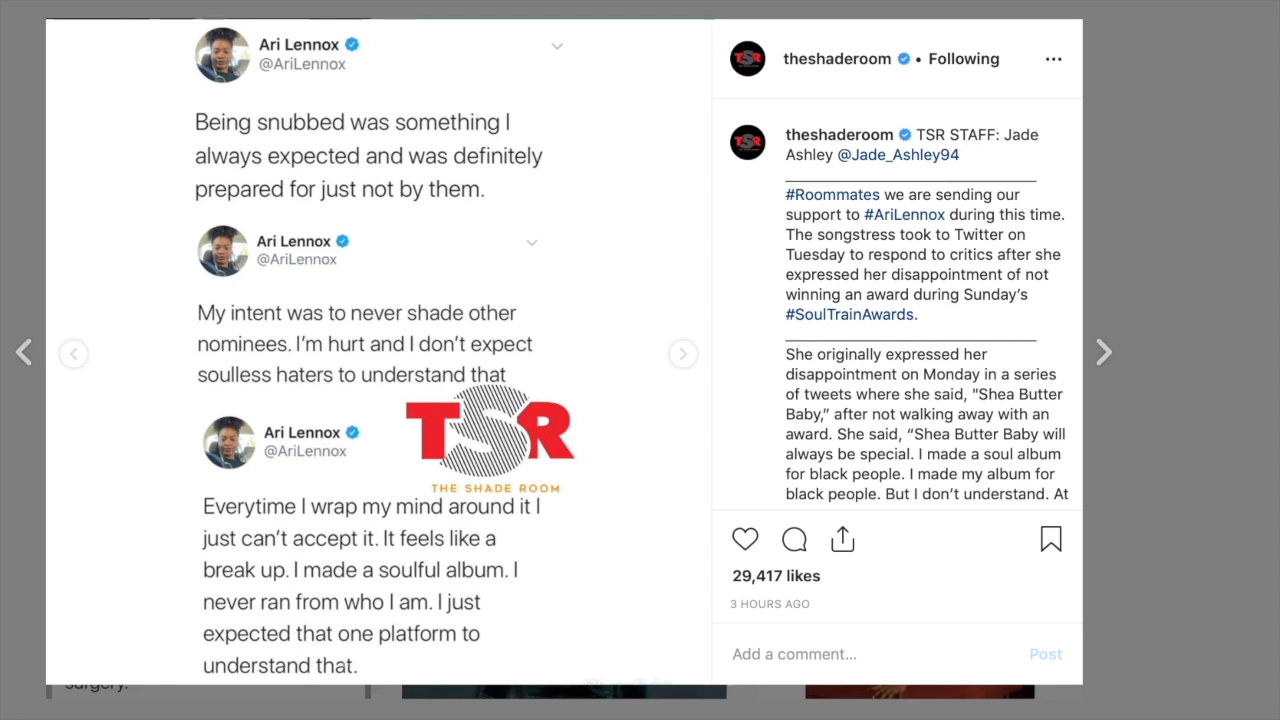 Ari Lennox
@AriLennox
Being snubbed was something I
always expected and was definitely
prepared for just not by them.
Ari Lennox
@AriLennox
My intent was to never shade other
nominees. I'm hurt and I don't expect
soulless haters to understand that
Ari Lennox
@AriLennox
TSR
THE SHADE ROOM
Everytime I wrap my mind around it I
just can't accept it. It feels like a
break up. I made a soulful album. I
never ran from who I am. I just
expected that one platform to
understand that.
TSR
theshaderoom • Following
TSR
theshaderoom TSR STAFF: Jade
Ashley @Jade_Ashley94
#Roommates we are sending our
support to #AriLennox during this time.
The songstress took to Twitter on
Tuesday to respond to critics after she
expressed her disappointment of not
winning an award during Sunday's
#SoulTrainAwards.
She originally expressed her
disappointment on Monday in a series
of tweets where she said, "Shea Butter
Baby,” after not walking away with an
award. She said, “Shea Butter Baby will
always be special. I made a soul album
for black people. I made my album for
black people. But I don't understand. At
29,417 likes
3 HOURS AGO
Add a comment... Post
surgery.